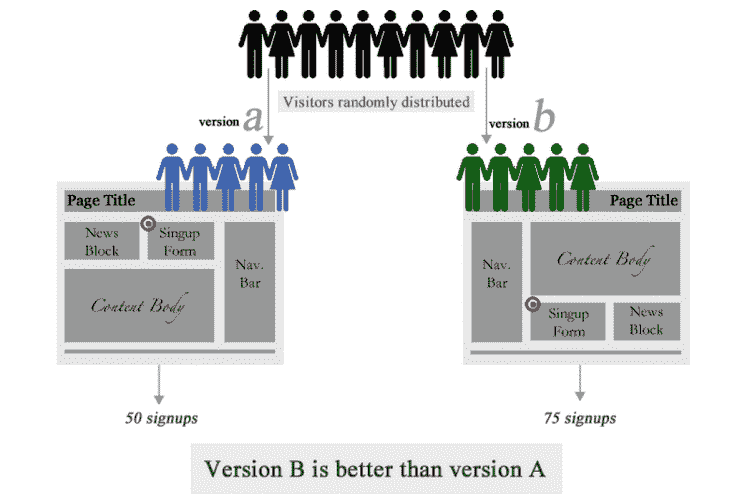 Visitors randomly distributed
version a
version b
Page Title
News
Block
Singup
Form
Nav.
Bar
Content Body
Page Title
Nav.
Bar
Content Body
Singup
Form
News
Block
50 signups
75 signups
Version B is better than version A